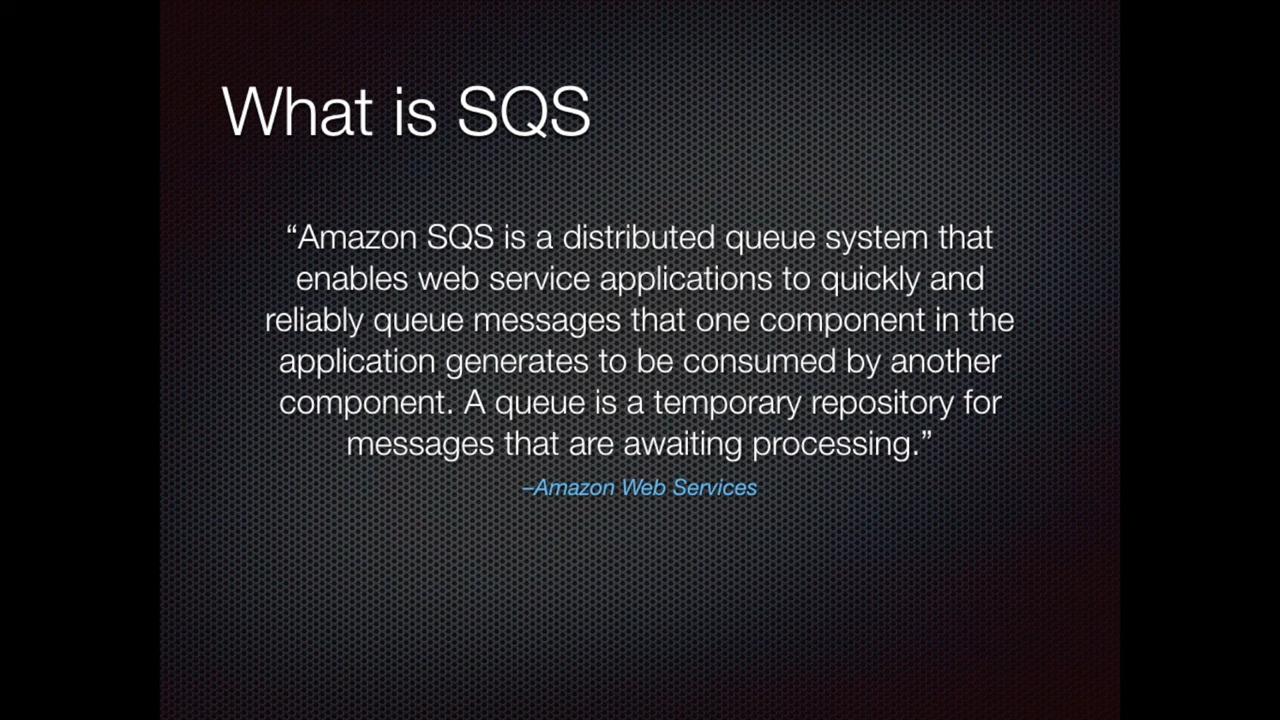 What is SQS
“Amazon SQS is a distributed queue system that
enables web service applications to quickly and
reliably queue messages that one component in the
application generates to be consumed by another
component. A queue is a temporary repository for
messages that are awaiting processing.”
–Amazon Web Services